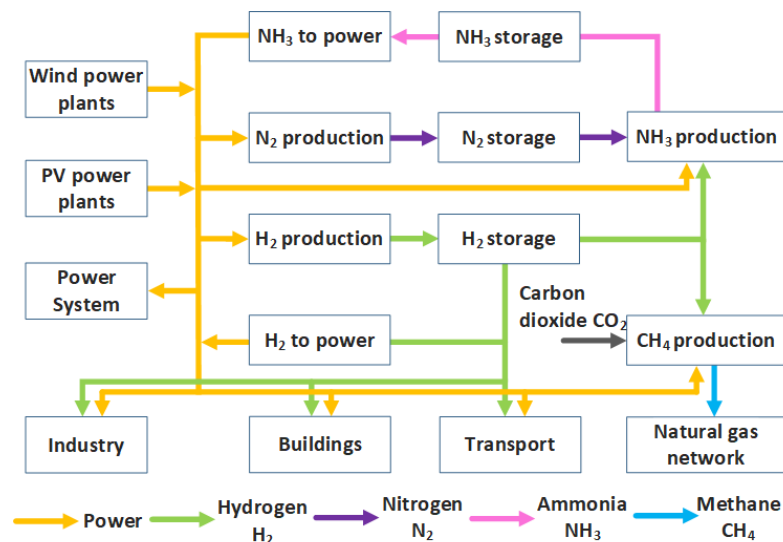 NH₃ to power
NH₃ storage
Wind power
plants
N₂ production
N₂ storage
NH₃ production
PV power
plants
H₂ production
H₂ storage
Power
System
Carbon
dioxide CO₂
H₂ to power
CH₄ production
Industry
Buildings
Transport
Natural gas
network
Power
Hydrogen
H₂
Nitrogen
N₂
Ammonia
NH₃
Methane
CH₄